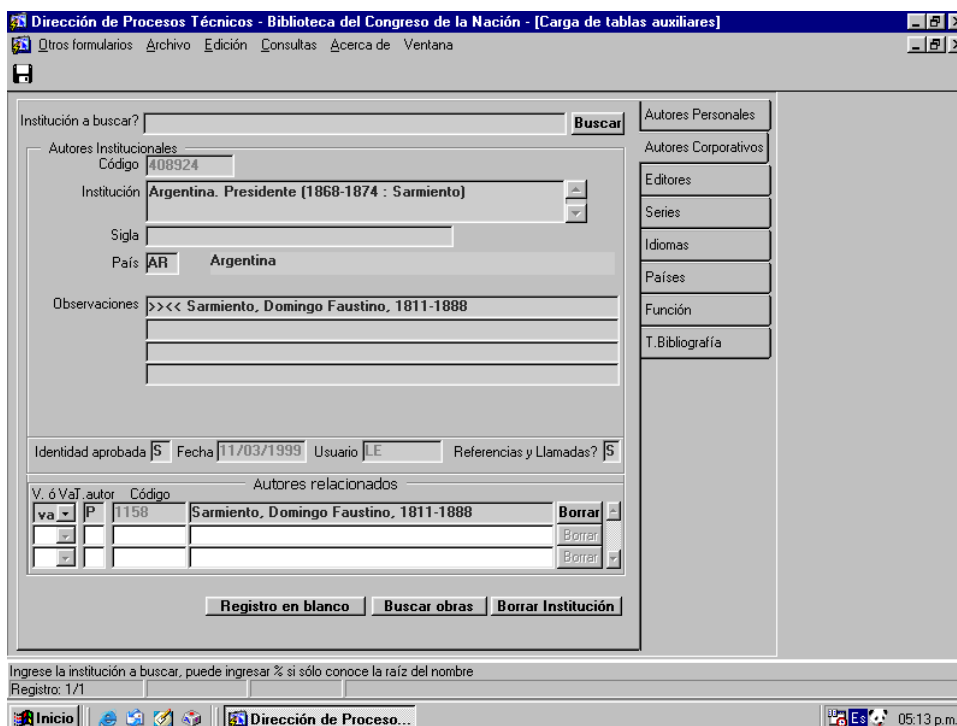 Dirección de Procesos Técnicos - Biblioteca del Congreso de la Nación - [Carga de tablas auxiliares]
Otros formularios Archivo Edición Consultas Acerca de Ventana
Institución a buscar? Buscar
Autores Institucionales
Código 408924
Institución Argentina. Presidente (1868-1874 : Sarmiento)
Sigla
País AR Argentina
Observaciones >><< Sarmiento, Domingo Faustino, 1811-1888
Identidad aprobada S Fecha 11/03/1999 Usuario LE Referencias y Llamadas? S
Autores relacionados
V. ó Va T.autor Código
va P 1158 Sarmiento, Domingo Faustino, 1811-1888 Borrar
Borrar
Borrar
Registro en blanco Buscar obras Borrar Institución
Autores Personales
Autores Corporativos
Editores
Series
Idiomas
Países
Función
T.Bibliografía
Ingrese la institución a buscar, puede ingresar % si sólo conoce la raíz del nombre
Registro: 1/1
Inicio Dirección de Proceso... Es 05:13 p.m.